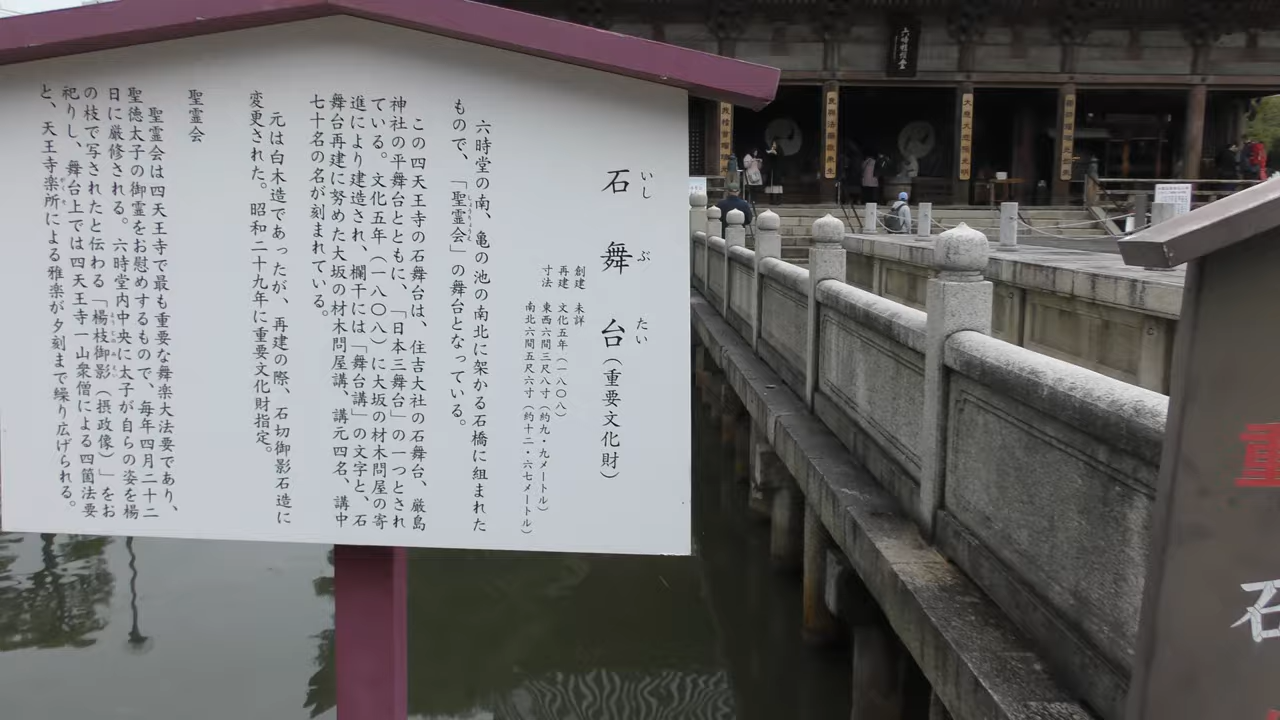 石舞台(重要文化財)
いし ぶ たい
創建 未詳
再建 文化五年(一八〇八)
寸法 東西六間三尺八寸(約九・九メートル)
南北六間五尺六寸(約十二・六七メートル)
六時堂の南、亀の池の南北に架かる石橋に組まれた
もので、「聖霊会」の舞台となっている。
この四天王寺の石舞台は、住吉大社の石舞台、厳島
神社の平舞台とともに、「日本三舞台」の一つとされ
ている。文化五年(一八〇八)に大坂の材木問屋の寄
進により建造され、欄干には「舞台講」の文字と、石
舞台再建に努めた大坂の材木問屋講、講元四名、講中
七十名の名が刻まれている。
元は白木造であったが、再建の際、石切御影石造に
変更された。昭和二十九年に重要文化財指定。
聖霊会
聖霊会は四天王寺で最も重要な舞楽大法要であり、
聖徳太子の御霊をお慰めするもので、毎年四月二十二
日に厳修される。六時堂内中央に太子が自らの姿を楊
の枝で写されたと伝わる「楊枝御影(摂政像)」をお
祀りし、舞台上では四天王寺一山衆僧による四箇法要
と、天王寺楽所による雅楽が夕刻まで繰り広げられる。
石